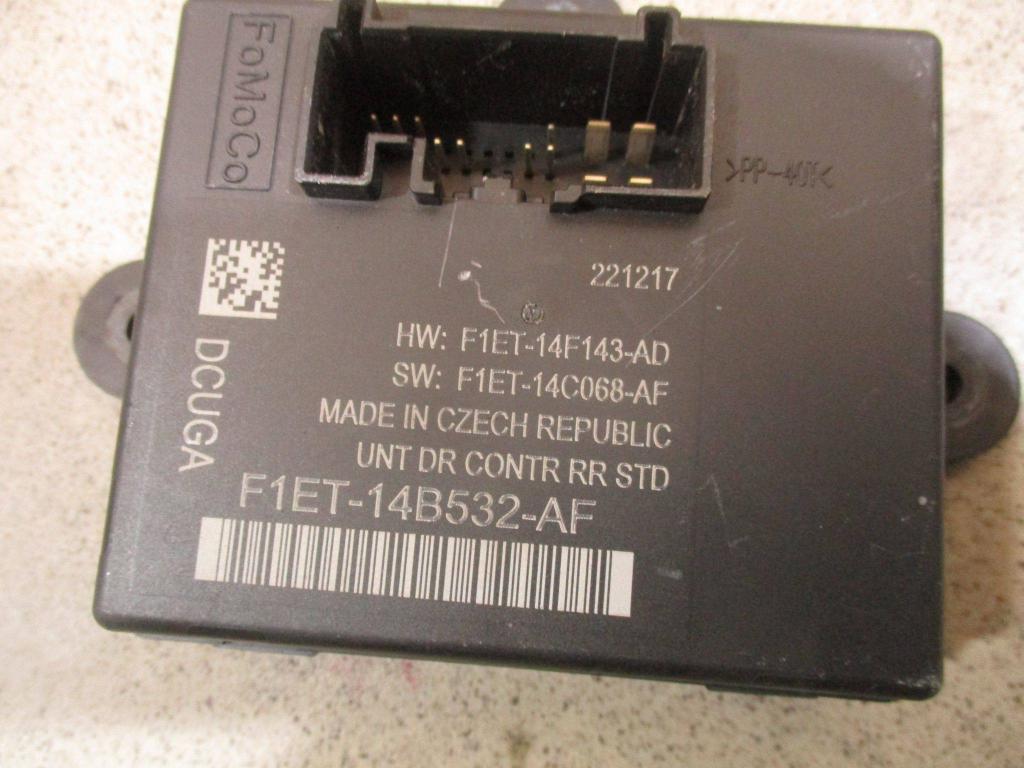 FoMoCo
>PP-40T<
221217
HW: F1ET-14F143-AD
SW: F1ET-14C068-AF
MADE IN CZECH REPUBLIC
UNT DR CONTR RR STD
DCUGA
F1ET-14B532-AF